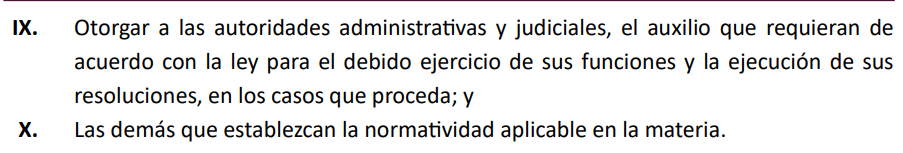 IX. Otorgar a las autoridades administrativas y judiciales, el auxilio que requieran de
acuerdo con la ley para el debido ejercicio de sus funciones y la ejecución de sus
resoluciones, en los casos que proceda; y
X. Las demás que establezcan la normatividad aplicable en la materia.